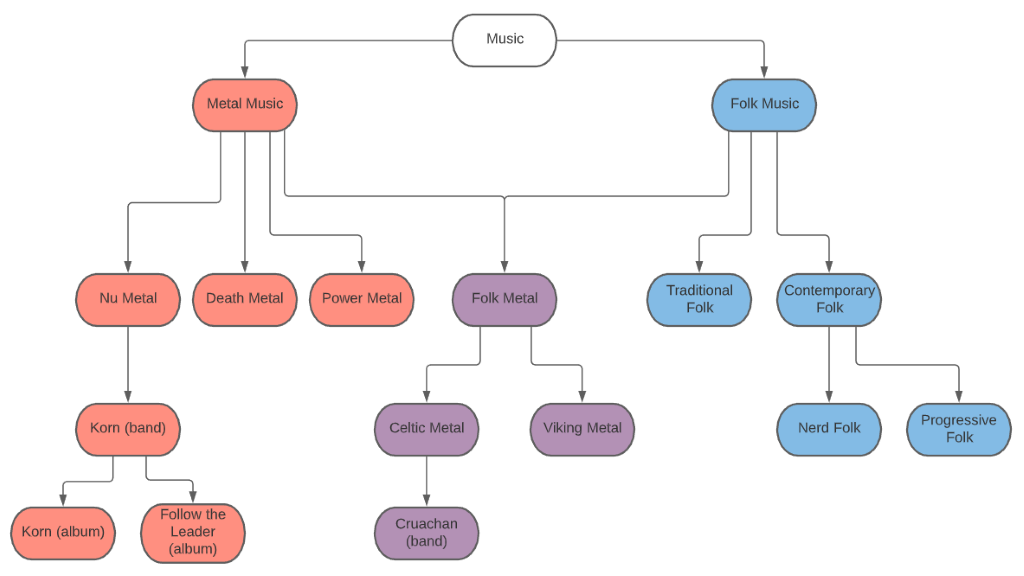 Music
Metal Music
Folk Music
Nu Metal
Death Metal
Power Metal
Folk Metal
Traditional
Folk
Contemporary
Folk
Korn (band)
Celtic Metal
Viking Metal
Nerd Folk
Progressive
Folk
Korn (album)
Follow the
Leader
(album)
Cruachan
(band)